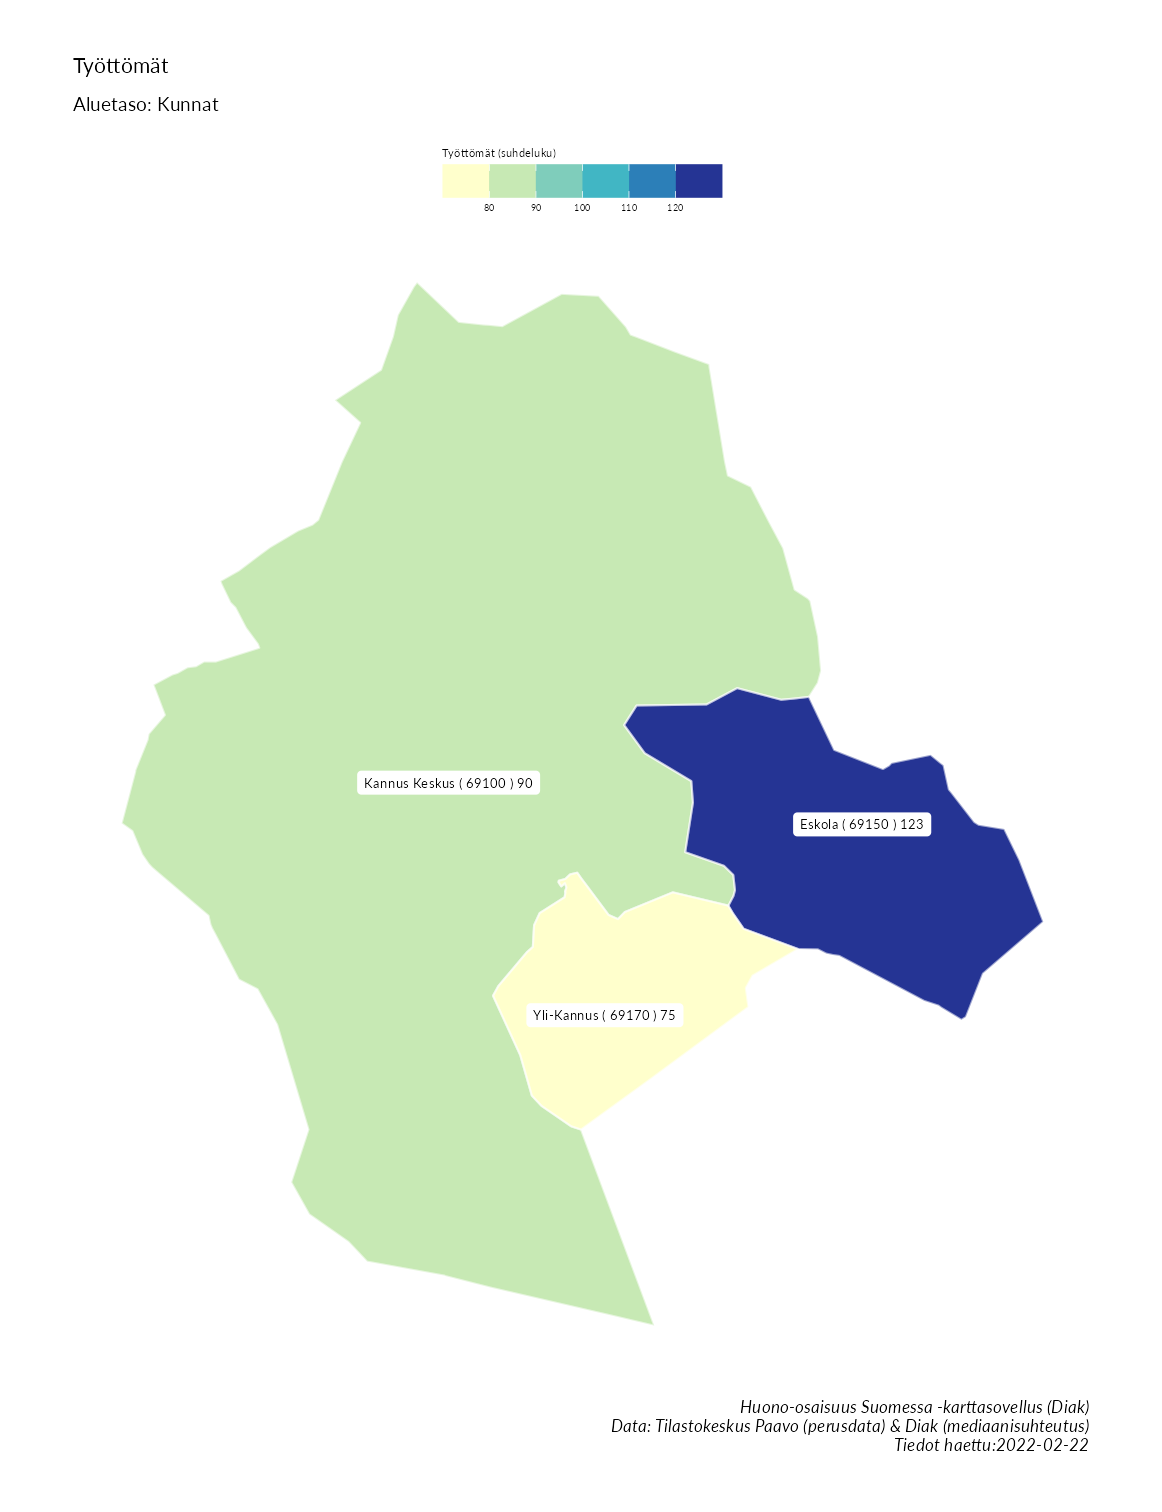 Työttömät
Aluetaso: Kunnat
Työttömät (suhdeluku)
80 90 100 110 120
Kannus Keskus ( 69100 ) 90
Eskola ( 69150 ) 123
Yli-Kannus ( 69170 ) 75
Huono-osaisuus Suomessa -karttasovellus (Diak)
Data: Tilastokeskus Paavo (perusdata) & Diak (mediaanisuhteutus)
Tiedot haettu:2022-02-22